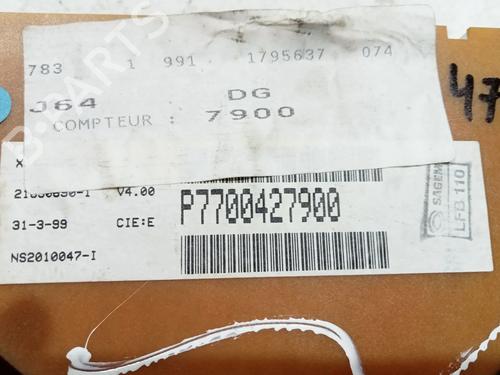 783 1 991. 1795637 074
J64 DG
COMPTEUR : 7900
47
X
V4.00
31-3-99 CIE:E P7700427900
NS2010047-I
SAGEM
LFB 110
B-PARTS